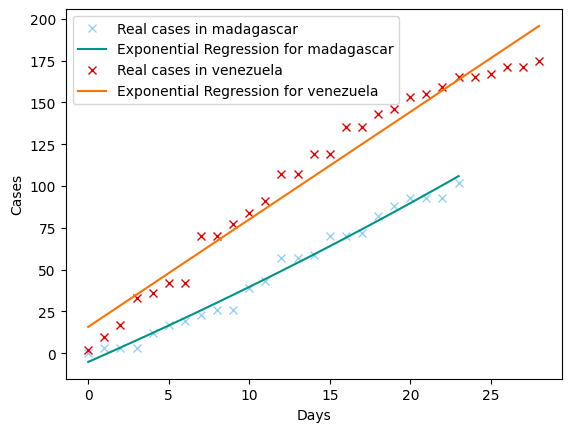 Real cases in madagascar
Exponential Regression for madagascar
Real cases in venezuela
Exponential Regression for venezuela
200
175
150
125
100
75
50
25
0
Cases
0 5 10 15 20 25
Days